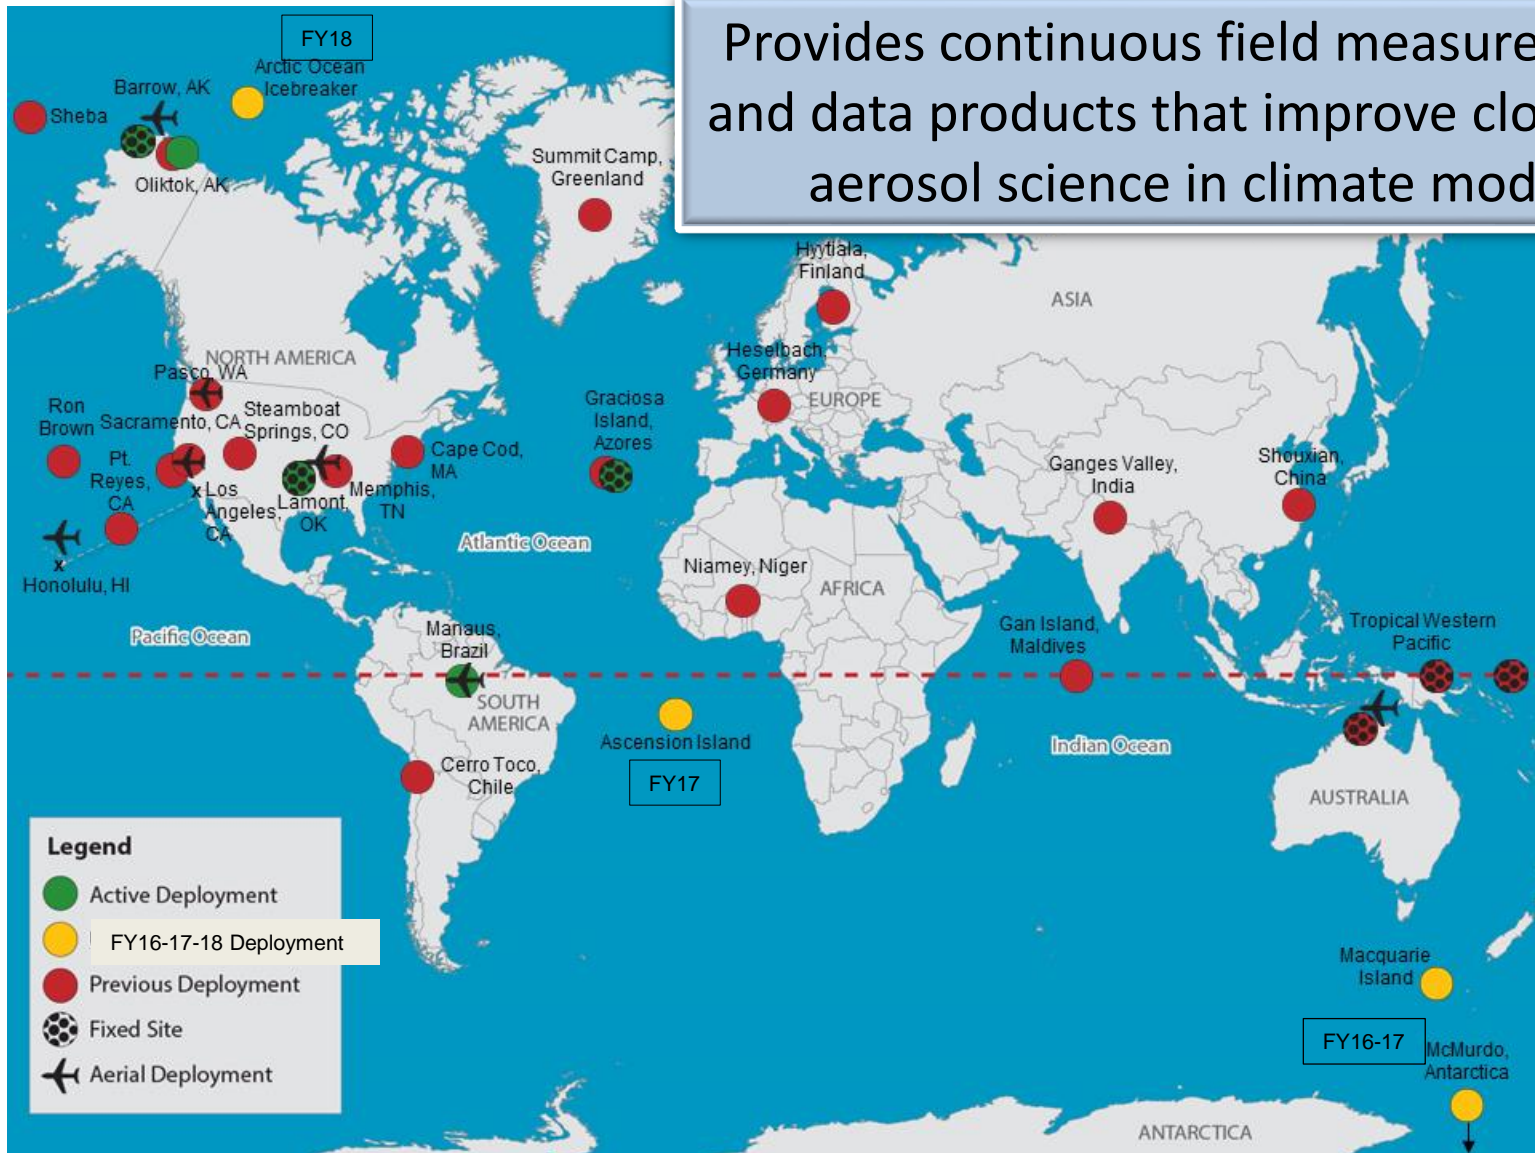 Provides continuous field measure
and data products that improve clo
aerosol science in climate mod
FY18
Arctic Ocean
Icebreaker
Barrow, AK
Sheba
Oliktok, AK
Summit Camp,
Greenland
Hyytiala,
Finland
ASIA
NORTH AMERICA
Pasco, WA
Heselbach,
Germany
EUROPE
Ron
Brown
Sacramento, CA
Steamboat
Springs, CO
Graciosa
Island,
Azores
Cape Cod,
MA
Pt.
Reyes,
CA
x Los
Angeles,
CA
Lamont,
OK
Memphis,
TN
Ganges Valley,
India
Shouxian,
China
Atlantic Ocean
x
Honolulu, HI
Niamey, Niger
AFRICA
Pacific Ocean
Manaus,
Brazil
Gan Island,
Maldives
Tropical Western
Pacific
SOUTH
AMERICA
Ascension Island
FY17
Indian Ocean
Cerro Toco,
Chile
AUSTRALIA
Legend
Active Deployment
FY16-17-18 Deployment
Previous Deployment
Fixed Site
Aerial Deployment
Macquarie
Island
FY16-17
McMurdo,
Antarctica
ANTARCTICA